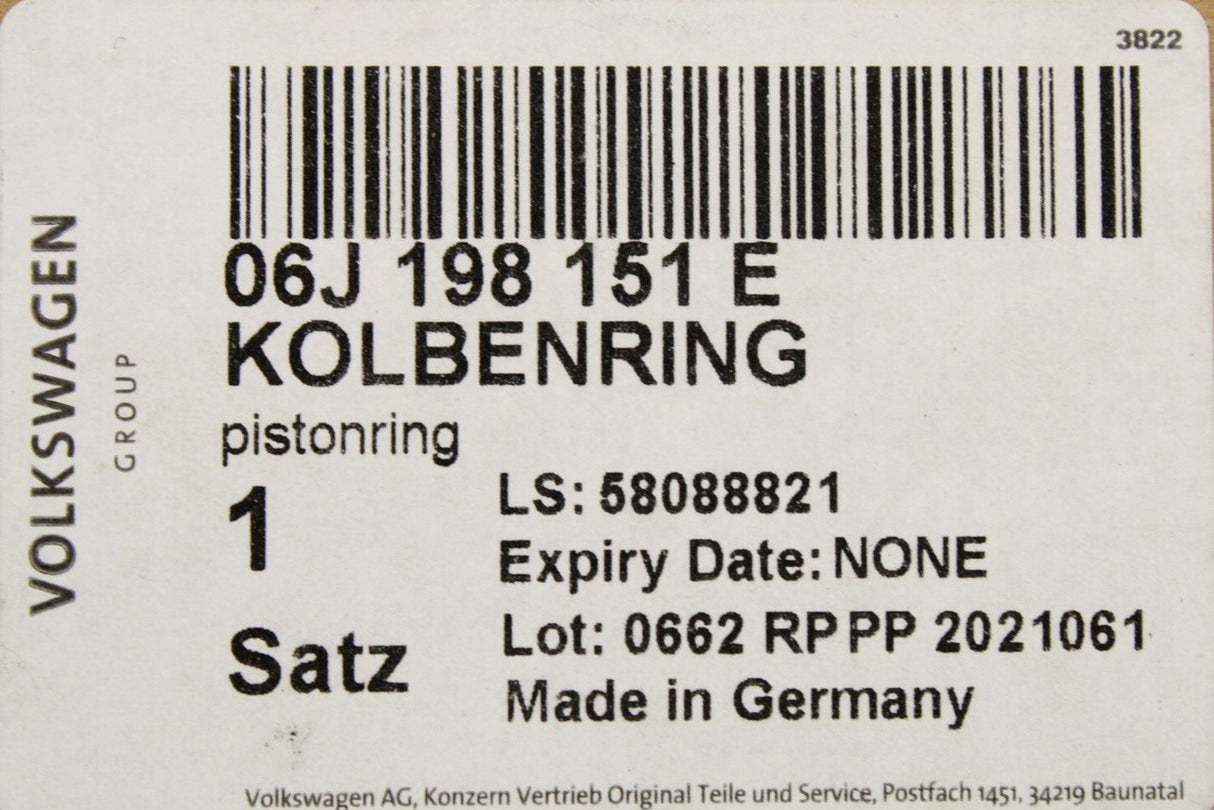 3822
06J 198 151 E
KOLBENRING
pistonring
1
Satz
LS: 58088821
Expiry Date: NONE
Lot: 0662 RPPP 2021061
Made in Germany
VOLKSWAGEN
GROUP
Volkswagen AG, Konzern Vertrieb Original Teile und Service, Postfach 1451, 34219 Baunatal